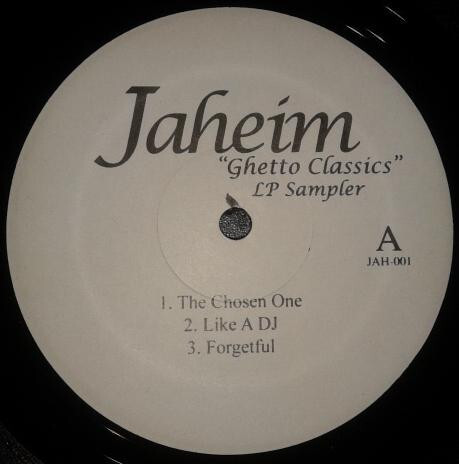 Jaheim
“Ghetto Classics”
LP Sampler
A
JAH-001
1. The Chosen One
2. Like A DJ
3. Forgetful